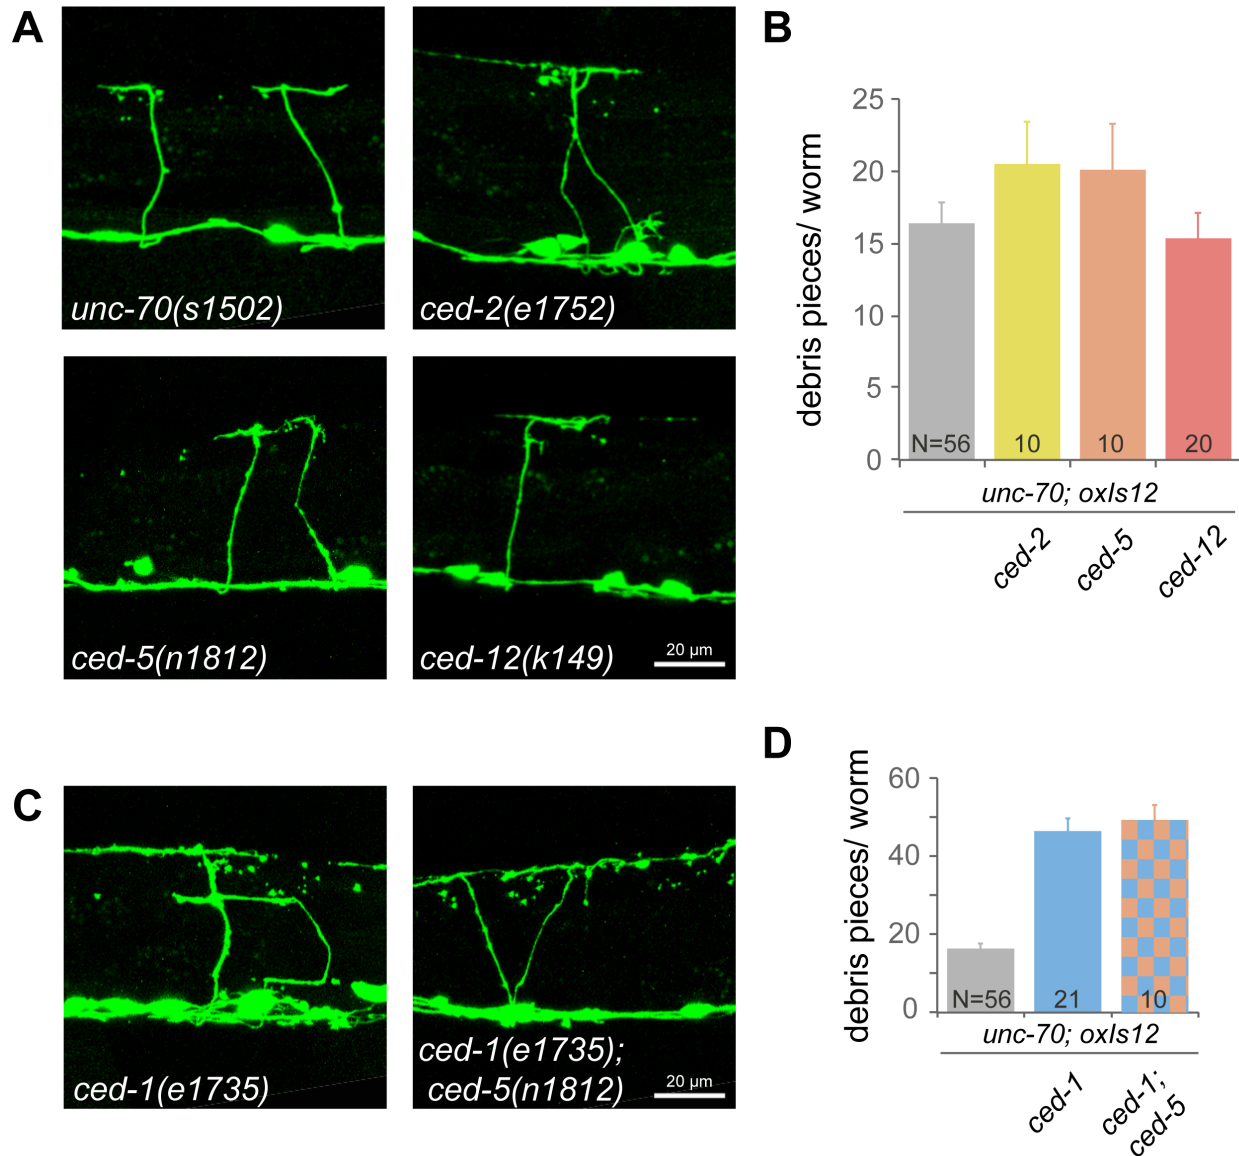 A
unc-70(s1502)
ced-2(e1752)
ced-5(n1812)
ced-12(k149)
20 µm
B
debris pieces/ worm
25
20
15
10
5
0
N=56
10
10
20
unc-70; oxIs12
ced-2
ced-5
ced-12
C
ced-1(e1735)
ced-1(e1735);
ced-5(n1812)
20 µm
D
debris pieces/ worm
60
40
20
0
N=56
21
10
unc-70; oxIs12
ced-1
ced-1;
ced-5